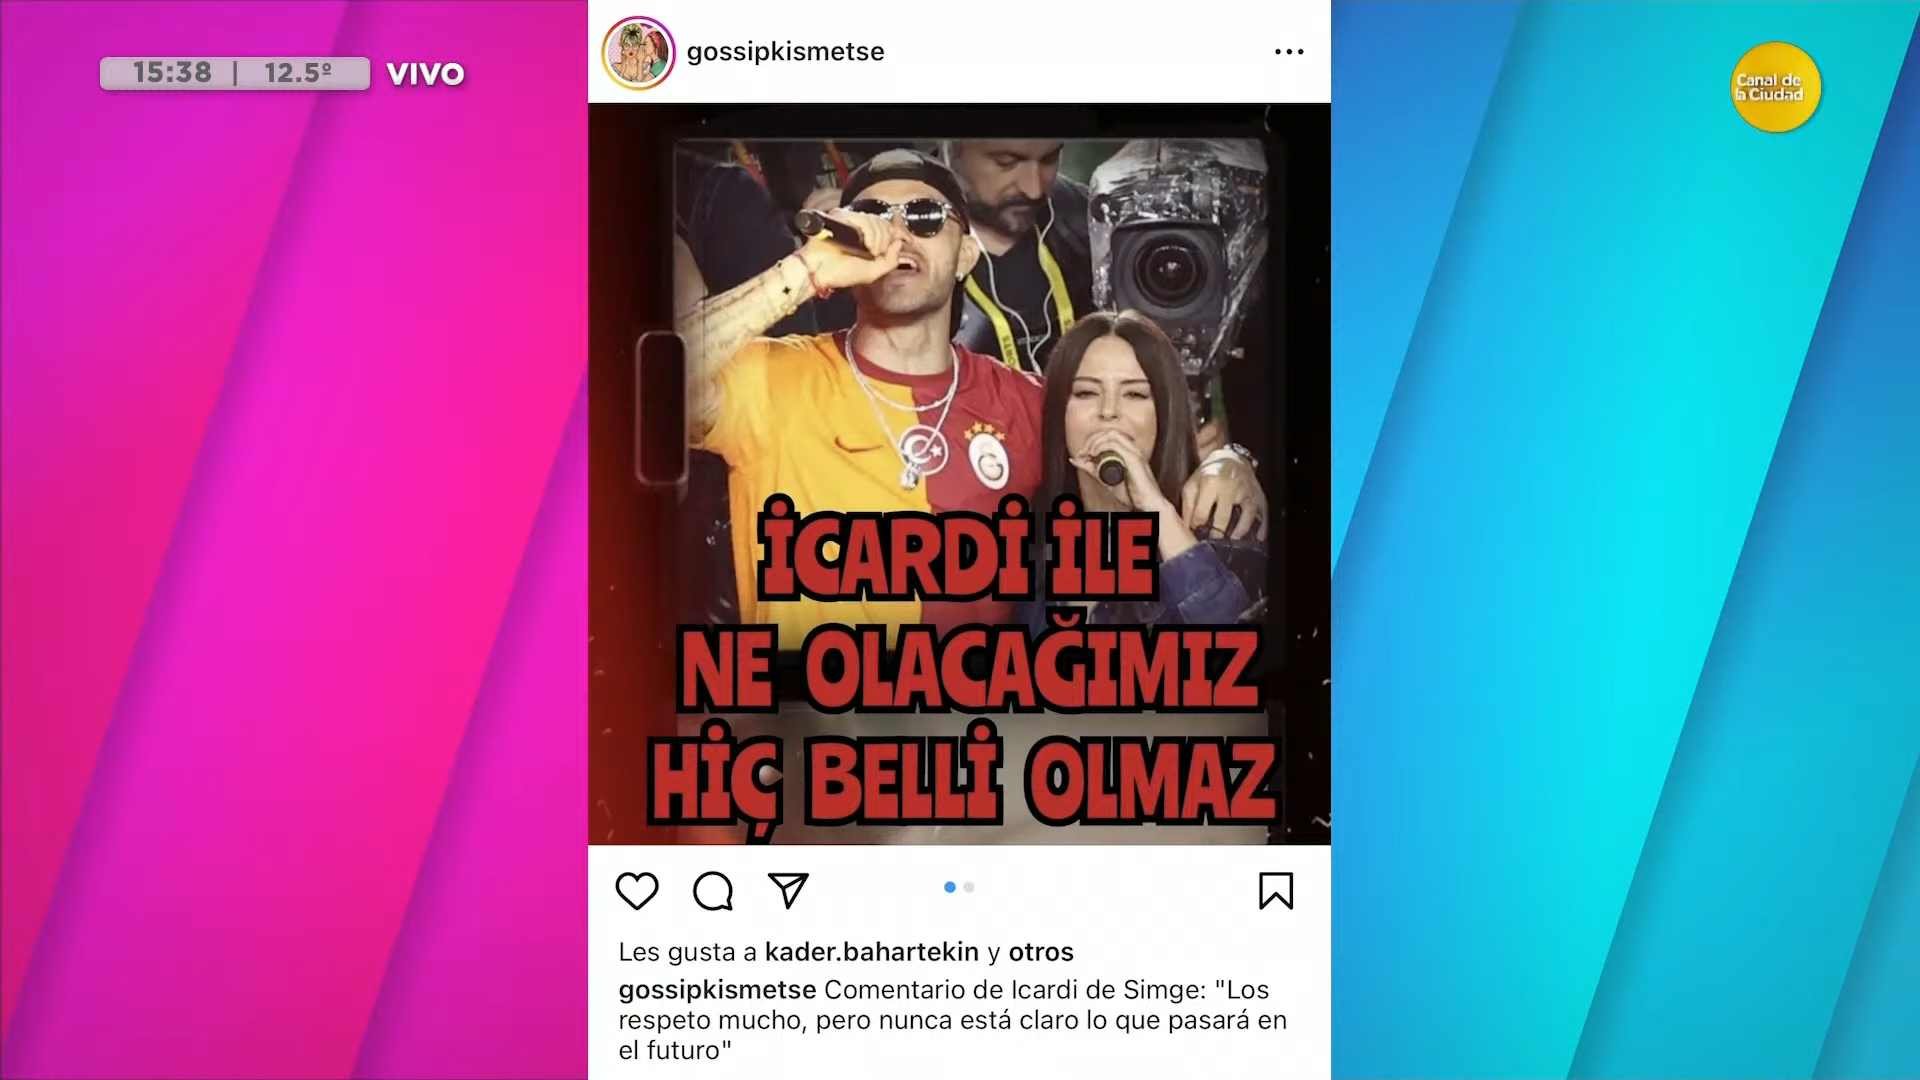 15:38 | 12.5º VIVO
Canal de
la Ciudad
gossipkismetse
İCARDİ İLE
NE OLACAĞIMIZ
HİÇ BELLİ OLMAZ
Les gusta a kader.bahartekin y otros
gossipkismetse Comentario de Icardi de Simge: "Los
respeto mucho, pero nunca está claro lo que pasará en
el futuro"